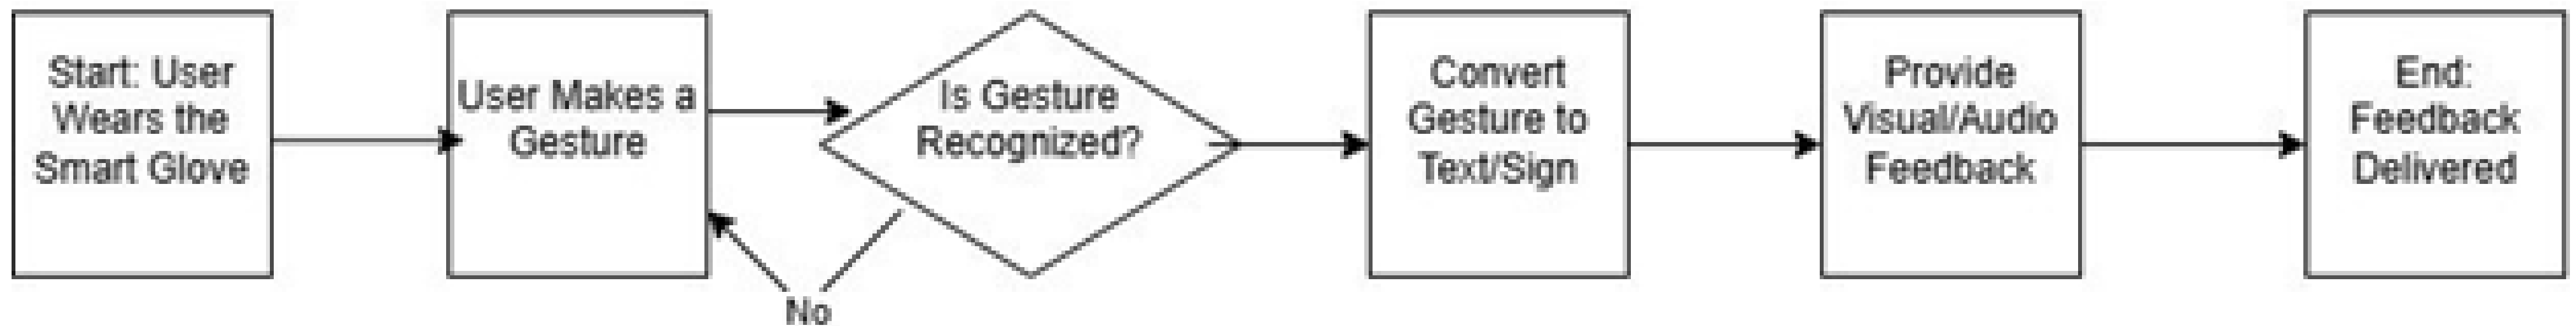 Start: User
Wears the
Smart Glove
User Makes a
Gesture
Is Gesture
Recognized?
No
Convert
Gesture to
Text/Sign
Provide
Visual/Audio
Feedback
End:
Feedback
Delivered